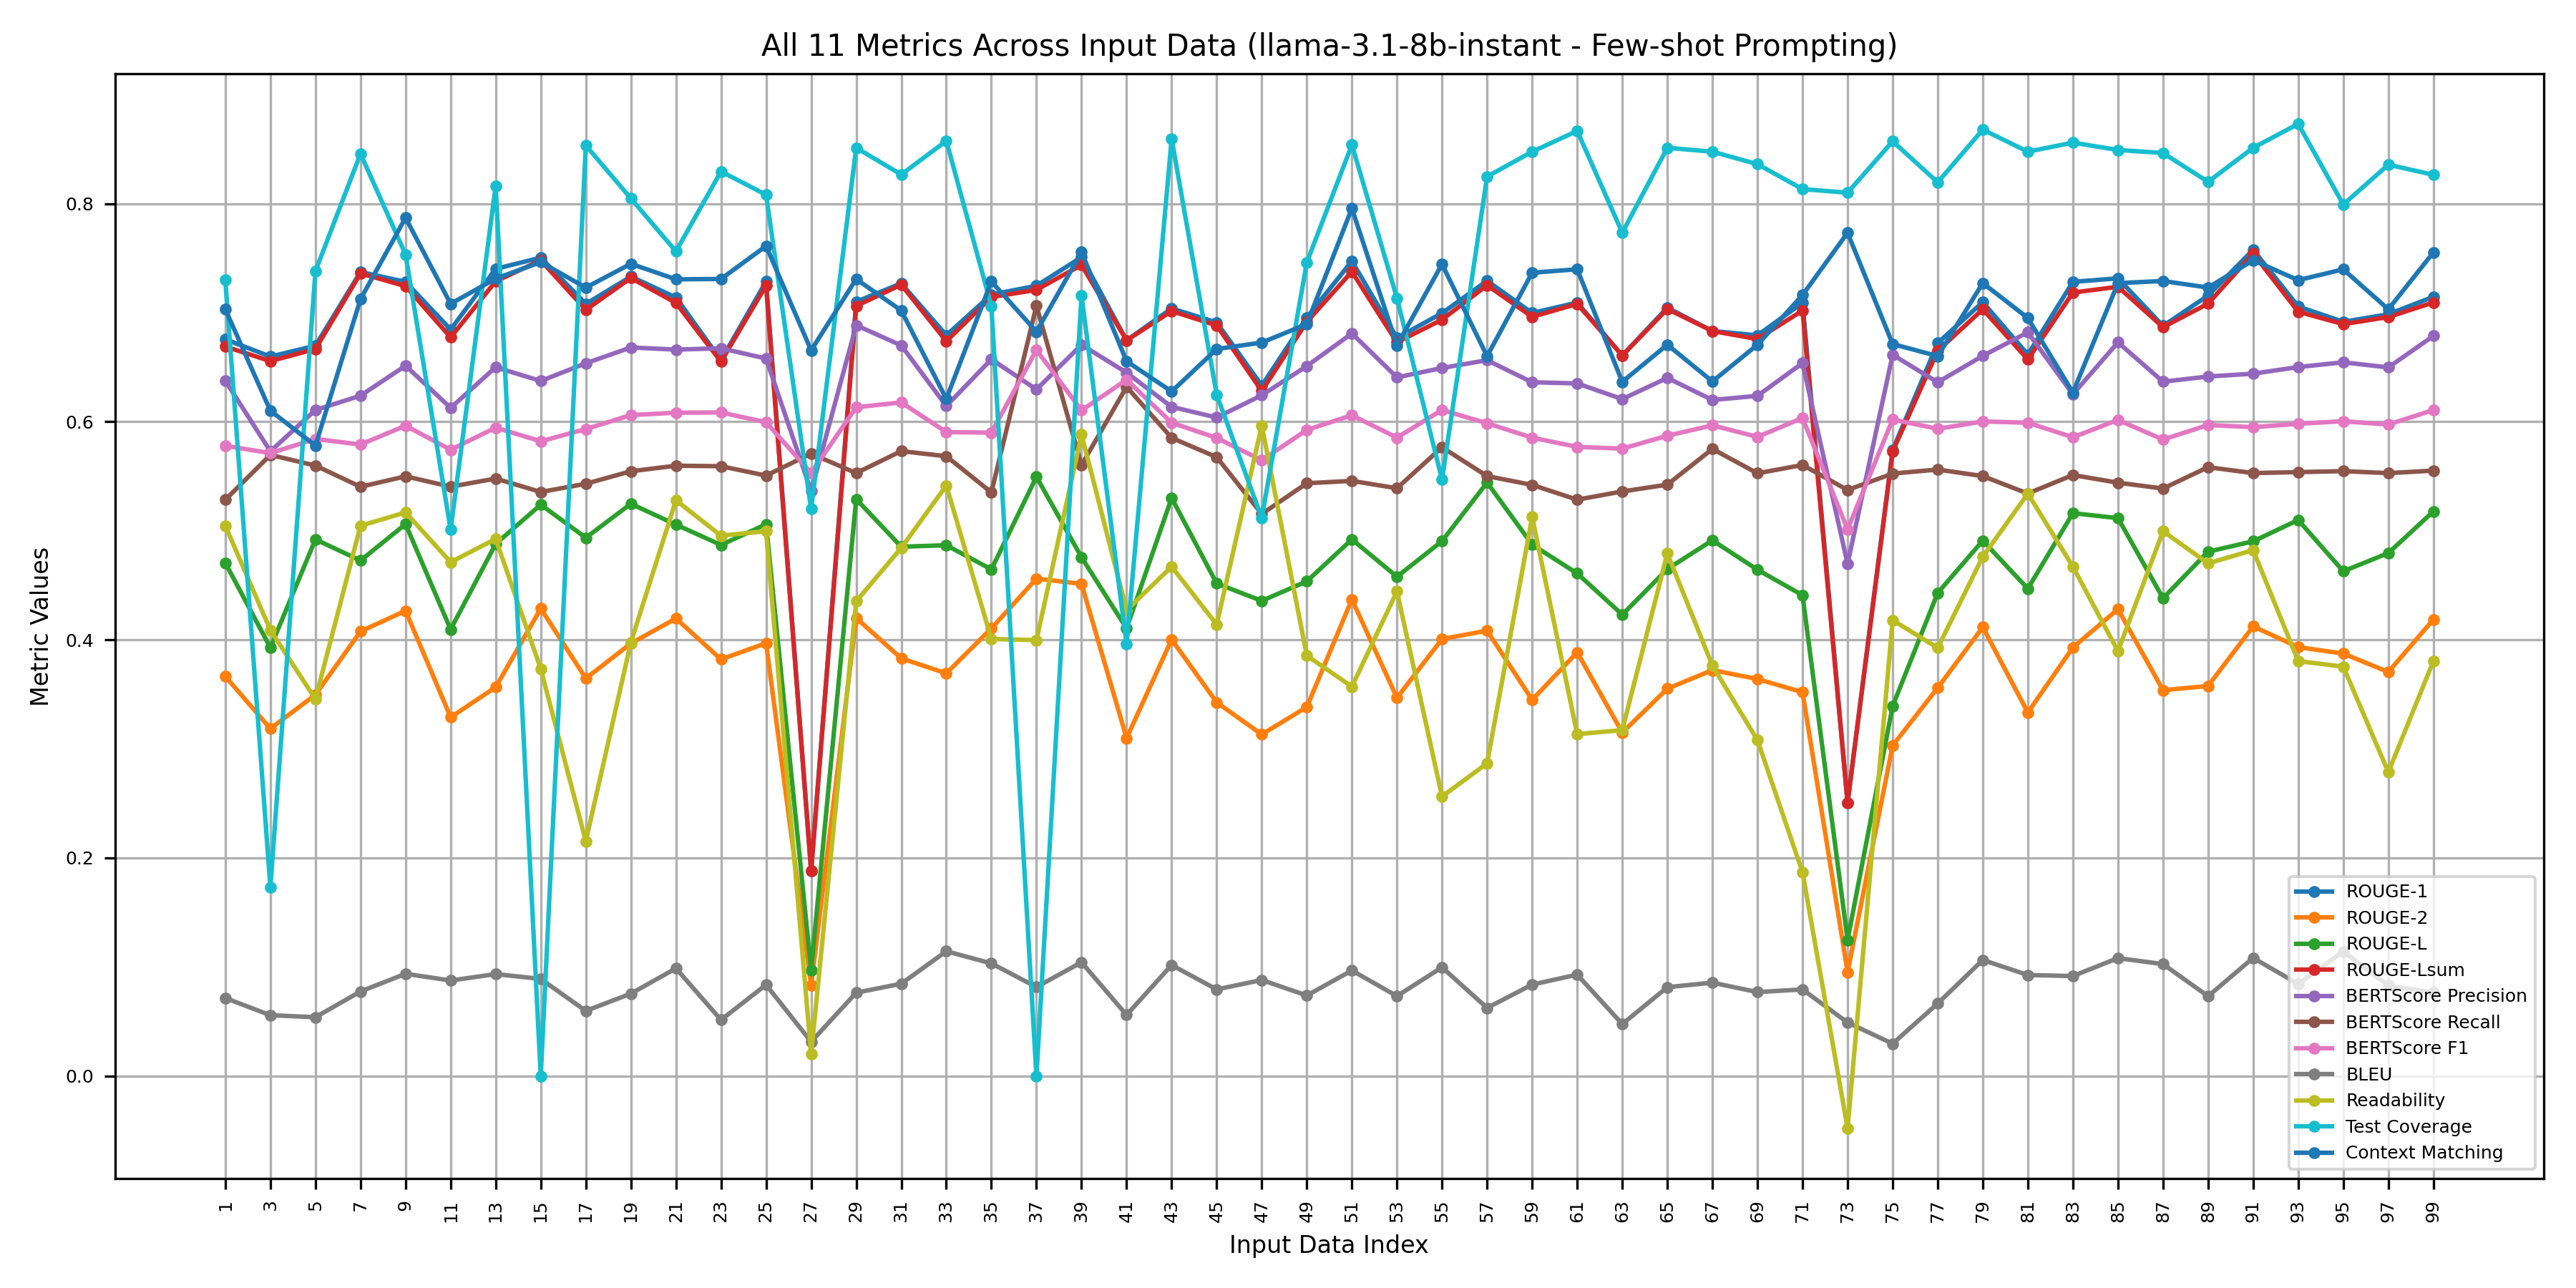 All 11 Metrics Across Input Data (llama-3.1-8b-instant - Few-shot Prompting)
Metric Values
0.8
0.6
0.4
0.2
0.0
ROUGE-1
ROUGE-2
ROUGE-L
ROUGE-Lsum
BERTScore Precision
BERTScore Recall
BERTScore F1
BLEU
Readability
Test Coverage
Context Matching
1 3 5 7 9 11 13 15 17 19 21 23 25 27 29 31 33 35 37 39 41 43 45 47 49 51 53 55 57 59 61 63 65 67 69 71 73 75 77 79 81 83 85 87 89 91 93 95 97 99
Input Data Index